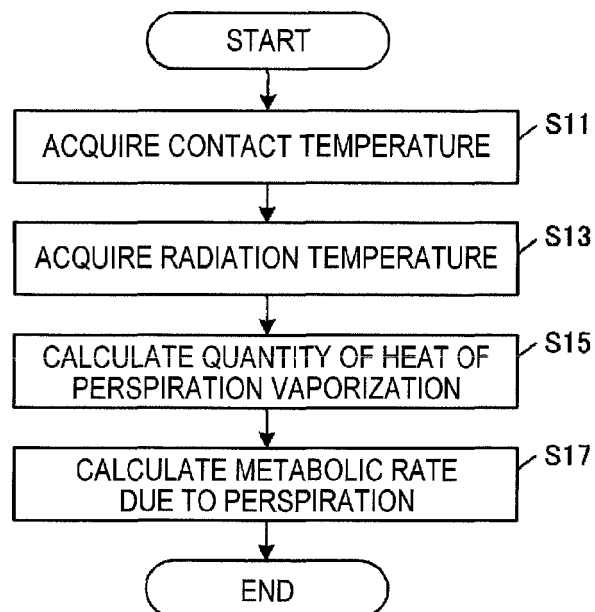 START
ACQUIRE CONTACT TEMPERATURE
S11
ACQUIRE RADIATION TEMPERATURE
S13
CALCULATE QUANTITY OF HEAT OF
PERSPIRATION VAPORIZATION
S15
CALCULATE METABOLIC RATE
DUE TO PERSPIRATION
S17
END